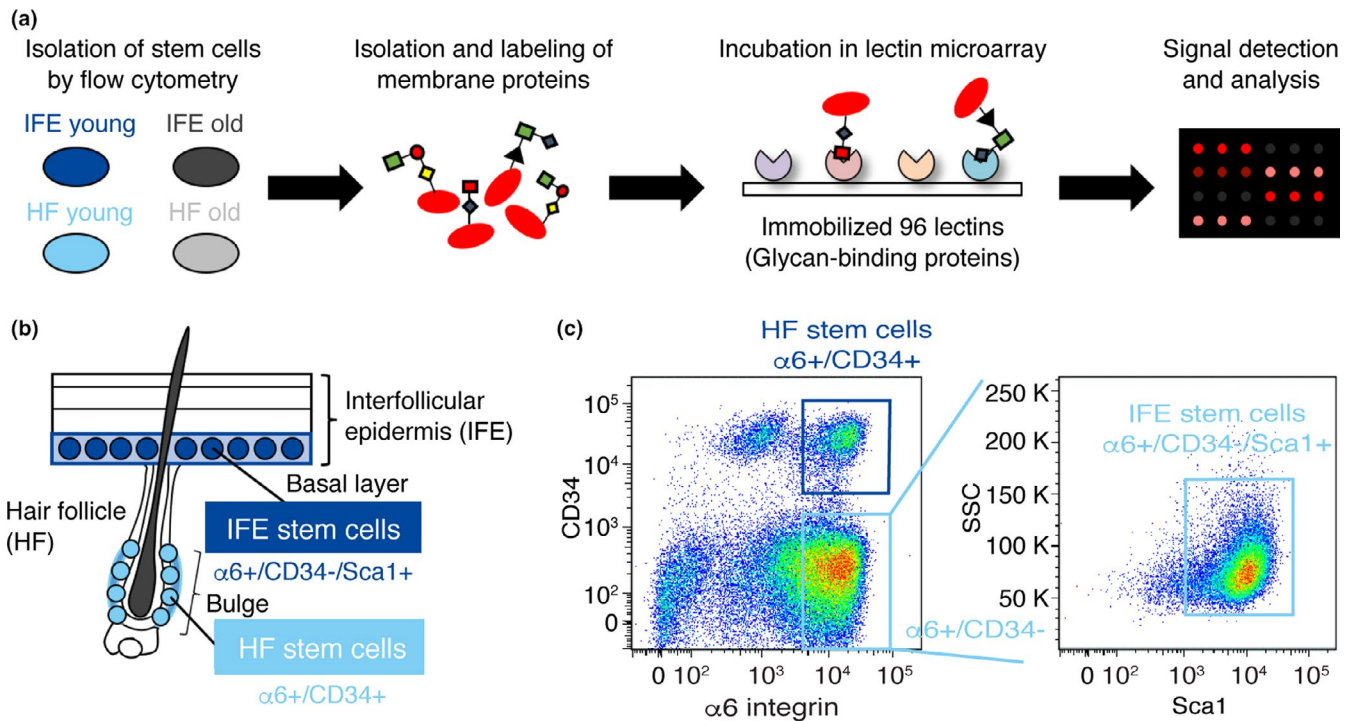 (a)
Isolation of stem cells
by flow cytometry
IFE young
IFE old
HF young
HF old
Isolation and labeling of
membrane proteins
Incubation in lectin microarray
Immobilized 96 lectins
(Glycan-binding proteins)
Signal detection
and analysis
(b)
Interfollicular
epidermis (IFE)
Basal layer
Hair follicle
(HF)
IFE stem cells
α6+/CD34-/Sca1+
Bulge
HF stem cells
α6+/CD34+
(c)
HF stem cells
α6+/CD34+
CD34
10⁵
10⁴
10³
10²
0
0 10² 10³ 10⁴ 10⁵
α6 integrin
α6+/CD34-
SSC
250 K
200 K
150 K
100 K
50 K
IFE stem cells
α6+/CD34-/Sca1+
0 10² 10³ 10⁴ 10⁵
Sca1